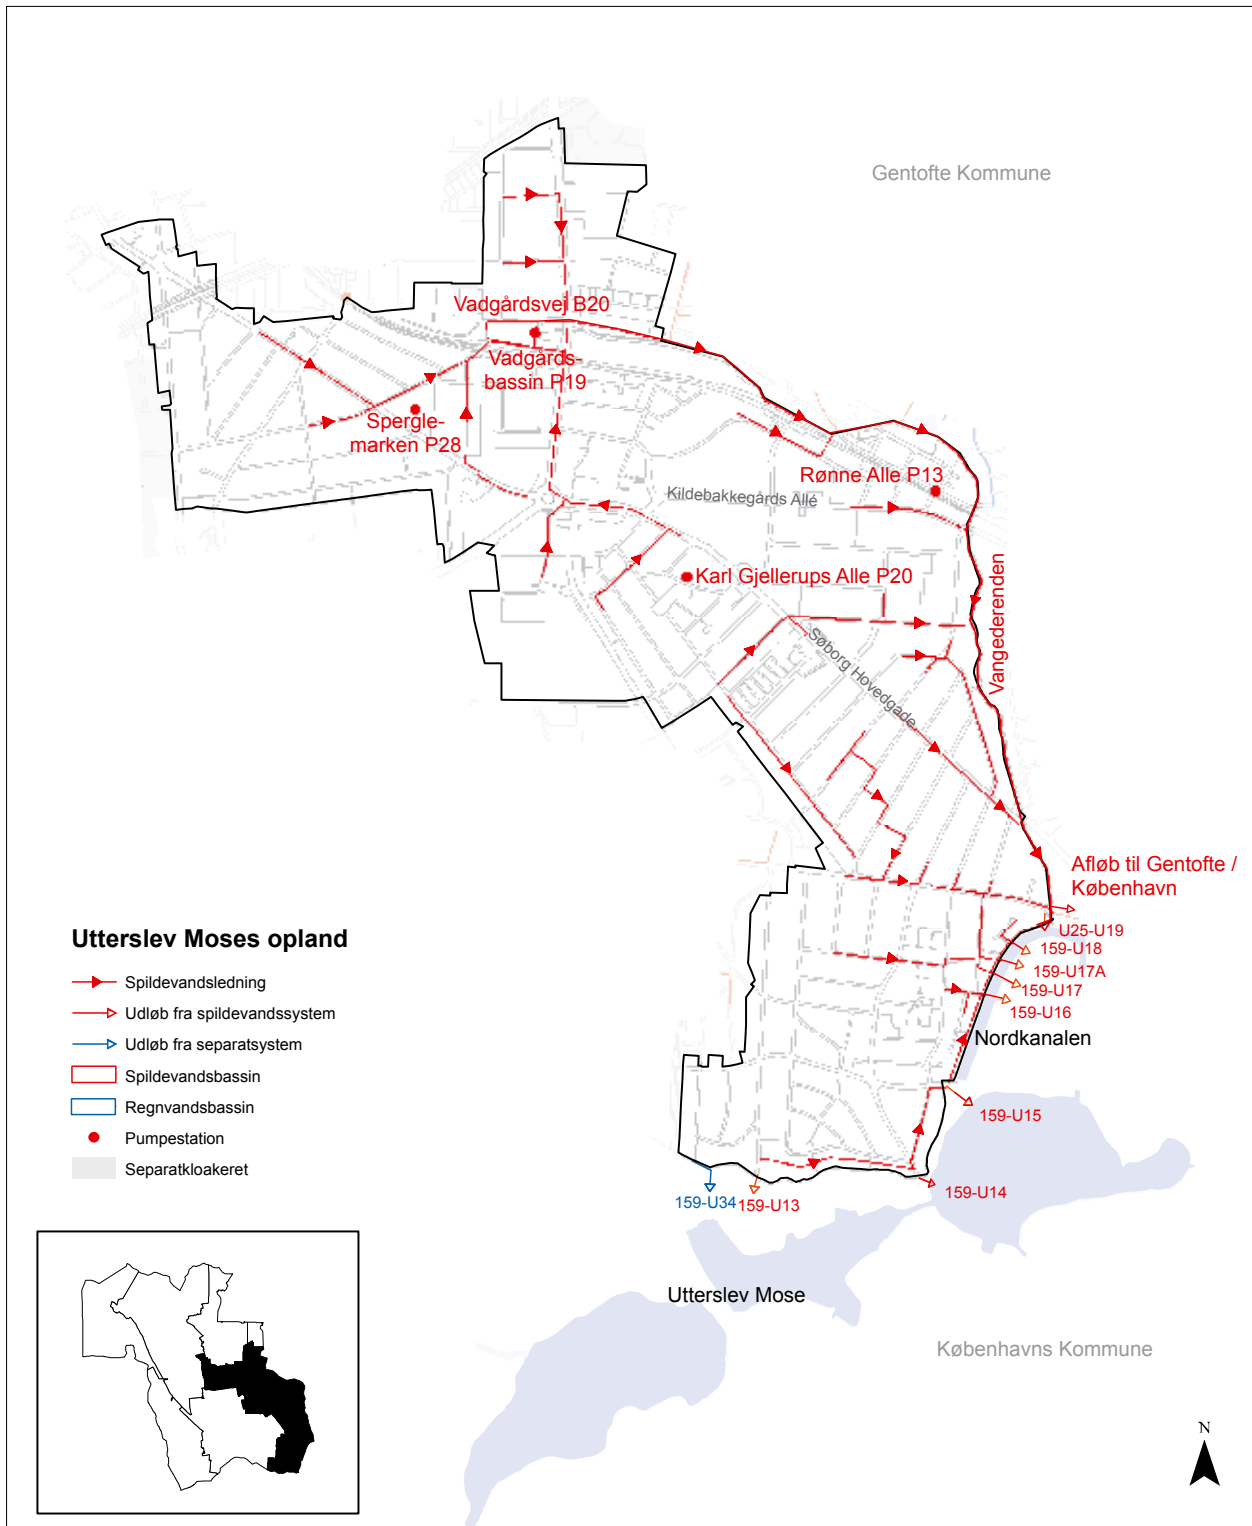 Gentofte Kommune
Vadgårdsvej B20
Vadgårds-
bassin P19
Spergle-
marken P28
Rønne Alle P13
Kildebakkegårds Allé
Karl Gjellerups Alle P20
Vangederenden
Søborg Hovedgade
Afløb til Gentofte /
København
U25-U19
159-U18
159-U17A
159-U17
159-U16
Nordkanalen
159-U15
159-U14
159-U34
159-U13
Utterslev Mose
Københavns Kommune
Utterslev Moses opland
Spildevandsledning
Udløb fra spildevandssystem
Udløb fra separatsystem
Spildevandsbassin
Regnvandsbassin
Pumpestation
Separatkloakeret
N